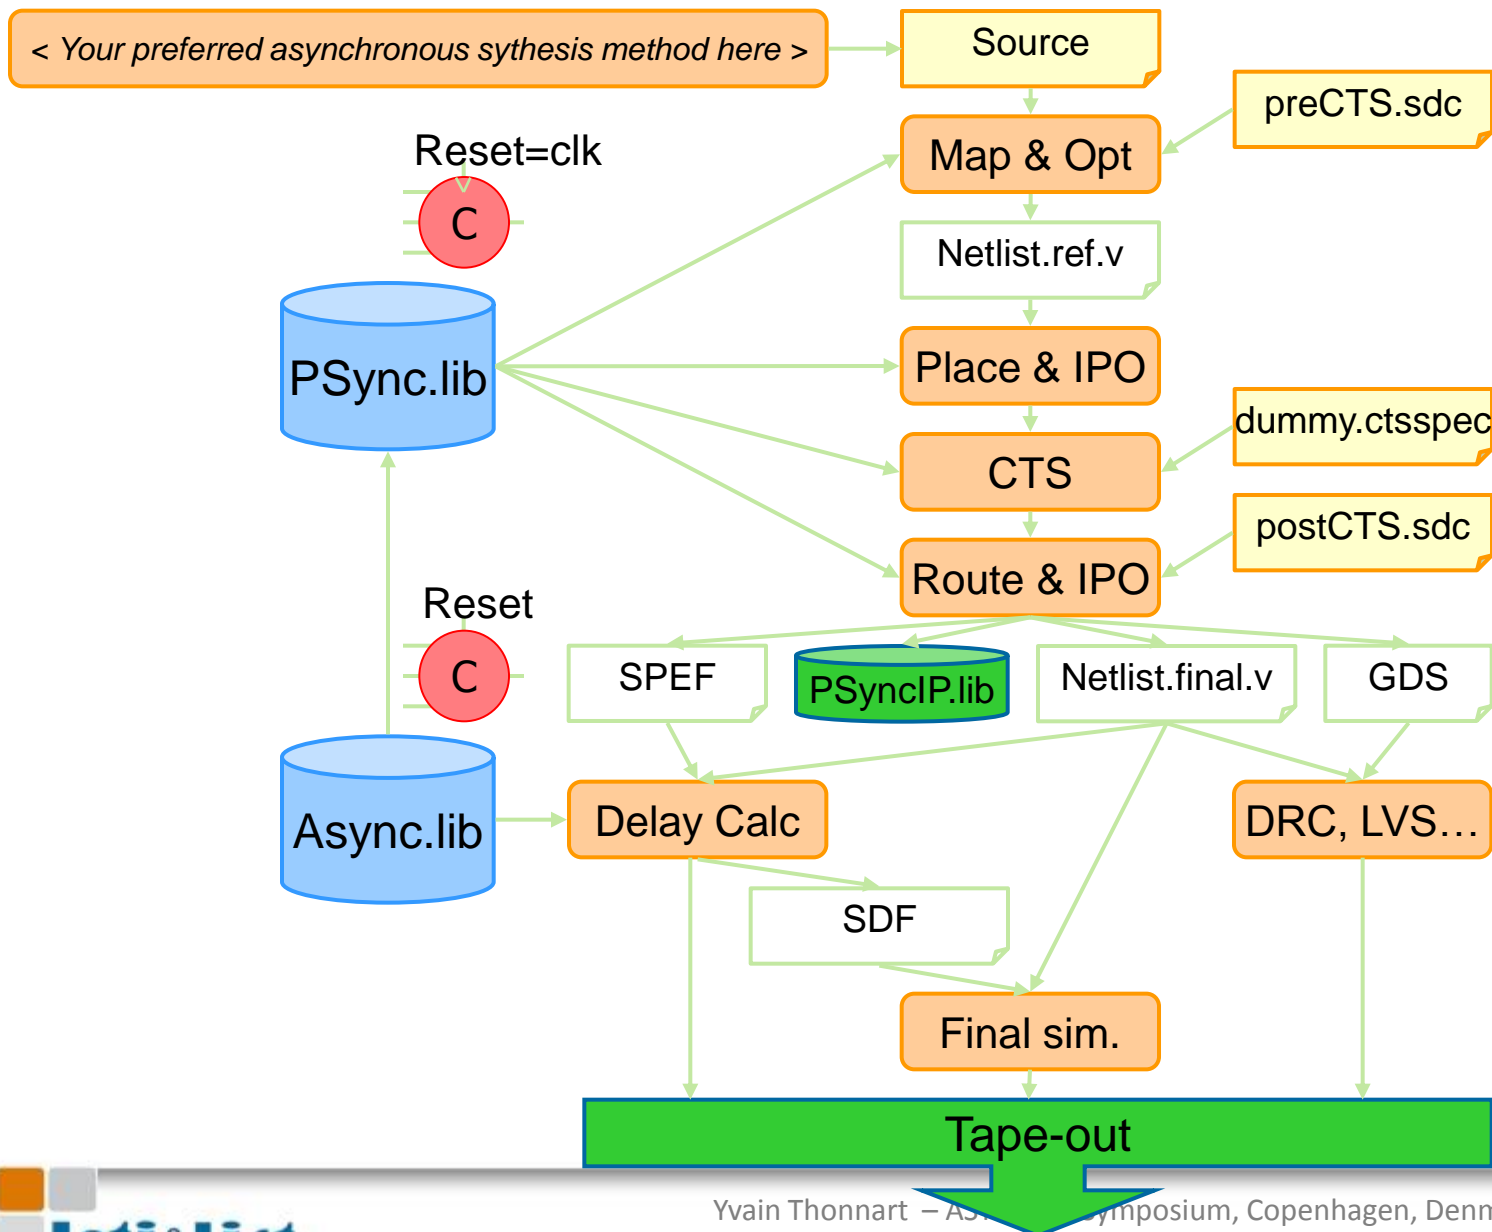 < Your preferred asynchronous sythesis method here >
Source
preCTS.sdc
Reset=clk
Map & Opt
C
Netlist.ref.v
PSync.lib
Place & IPO
dummy.ctsspec
CTS
postCTS.sdc
Route & IPO
Reset
C
SPEF
PSyncIP.lib
Netlist.final.v
GDS
Async.lib
Delay Calc
DRC, LVS…
SDF
Final sim.
Tape-out
Yvain Thonnart – Symposium, Copenhagen,